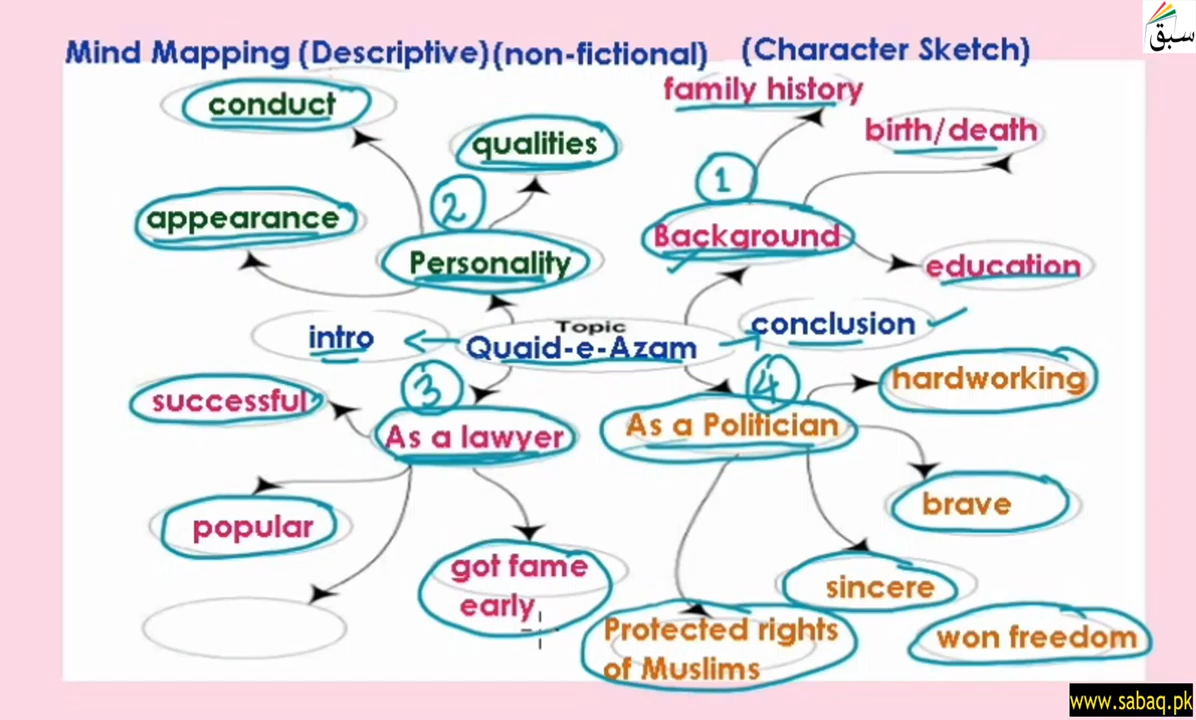 سبق
Mind Mapping (Descriptive)(non-fictional) (Character Sketch)
conduct
family history
qualities
birth/death
1
2
appearance
Personality
Background
education
intro
Topic
Quaid-e-Azam
conclusion
3
4
successful
hardworking
As a lawyer
As a Politician
popular
brave
got fame
early
sincere
Protected rights
of Muslims
won freedom
www.sabaq.pk